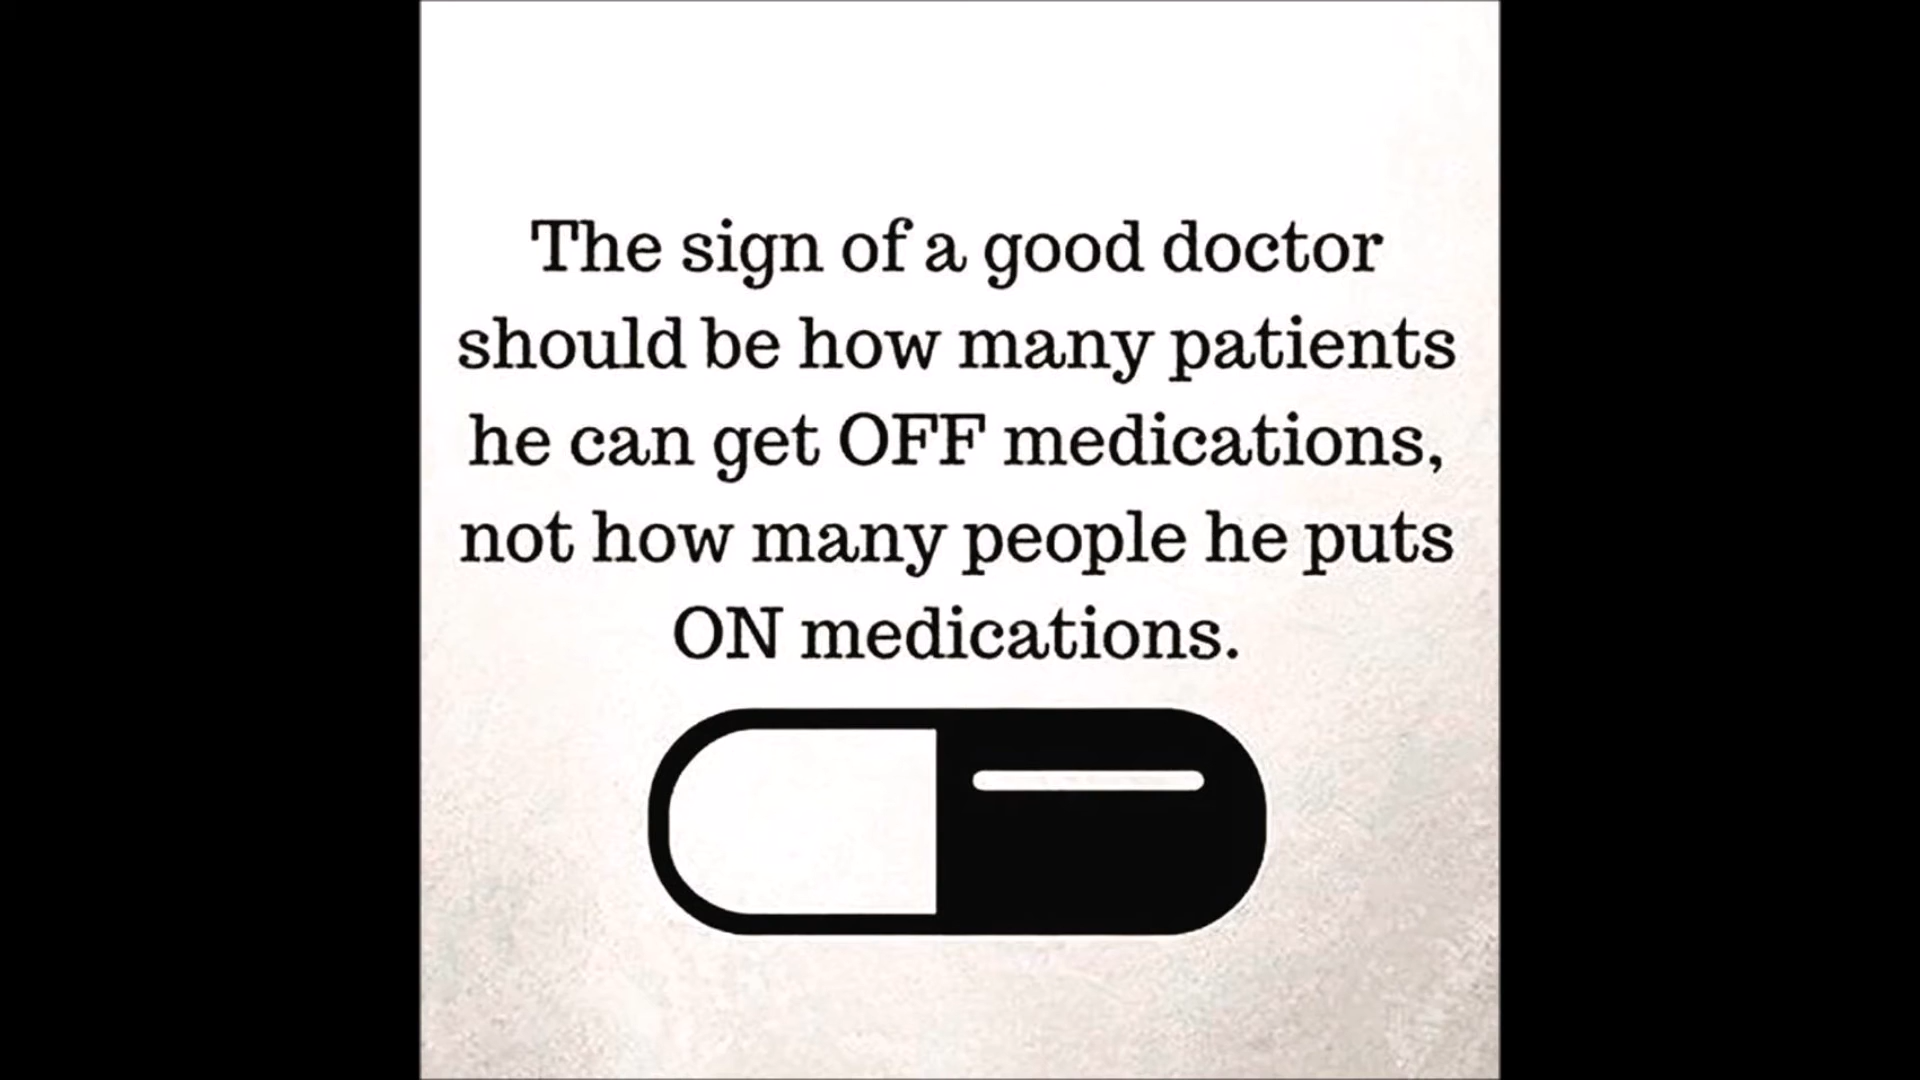 The sign of a good doctor
should be how many patients
he can get OFF medications,
not how many people he puts
ON medications.